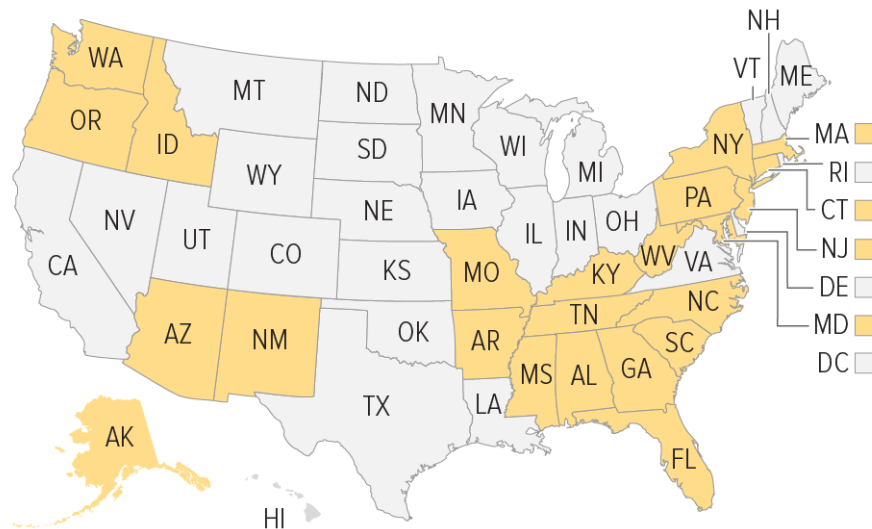 NH
WA
MT
ND
MN
VT
ME
OR
ID
SD
WI
MI
NY
MA
WY
RI
NV
NE
IA
PA
CT
CA
UT
CO
IL
IN
OH
NJ
KS
MO
KY
WV
VA
DE
AZ
NM
OK
AR
TN
NC
MD
SC
DC
TX
LA
MS
AL
GA
AK
FL
HI